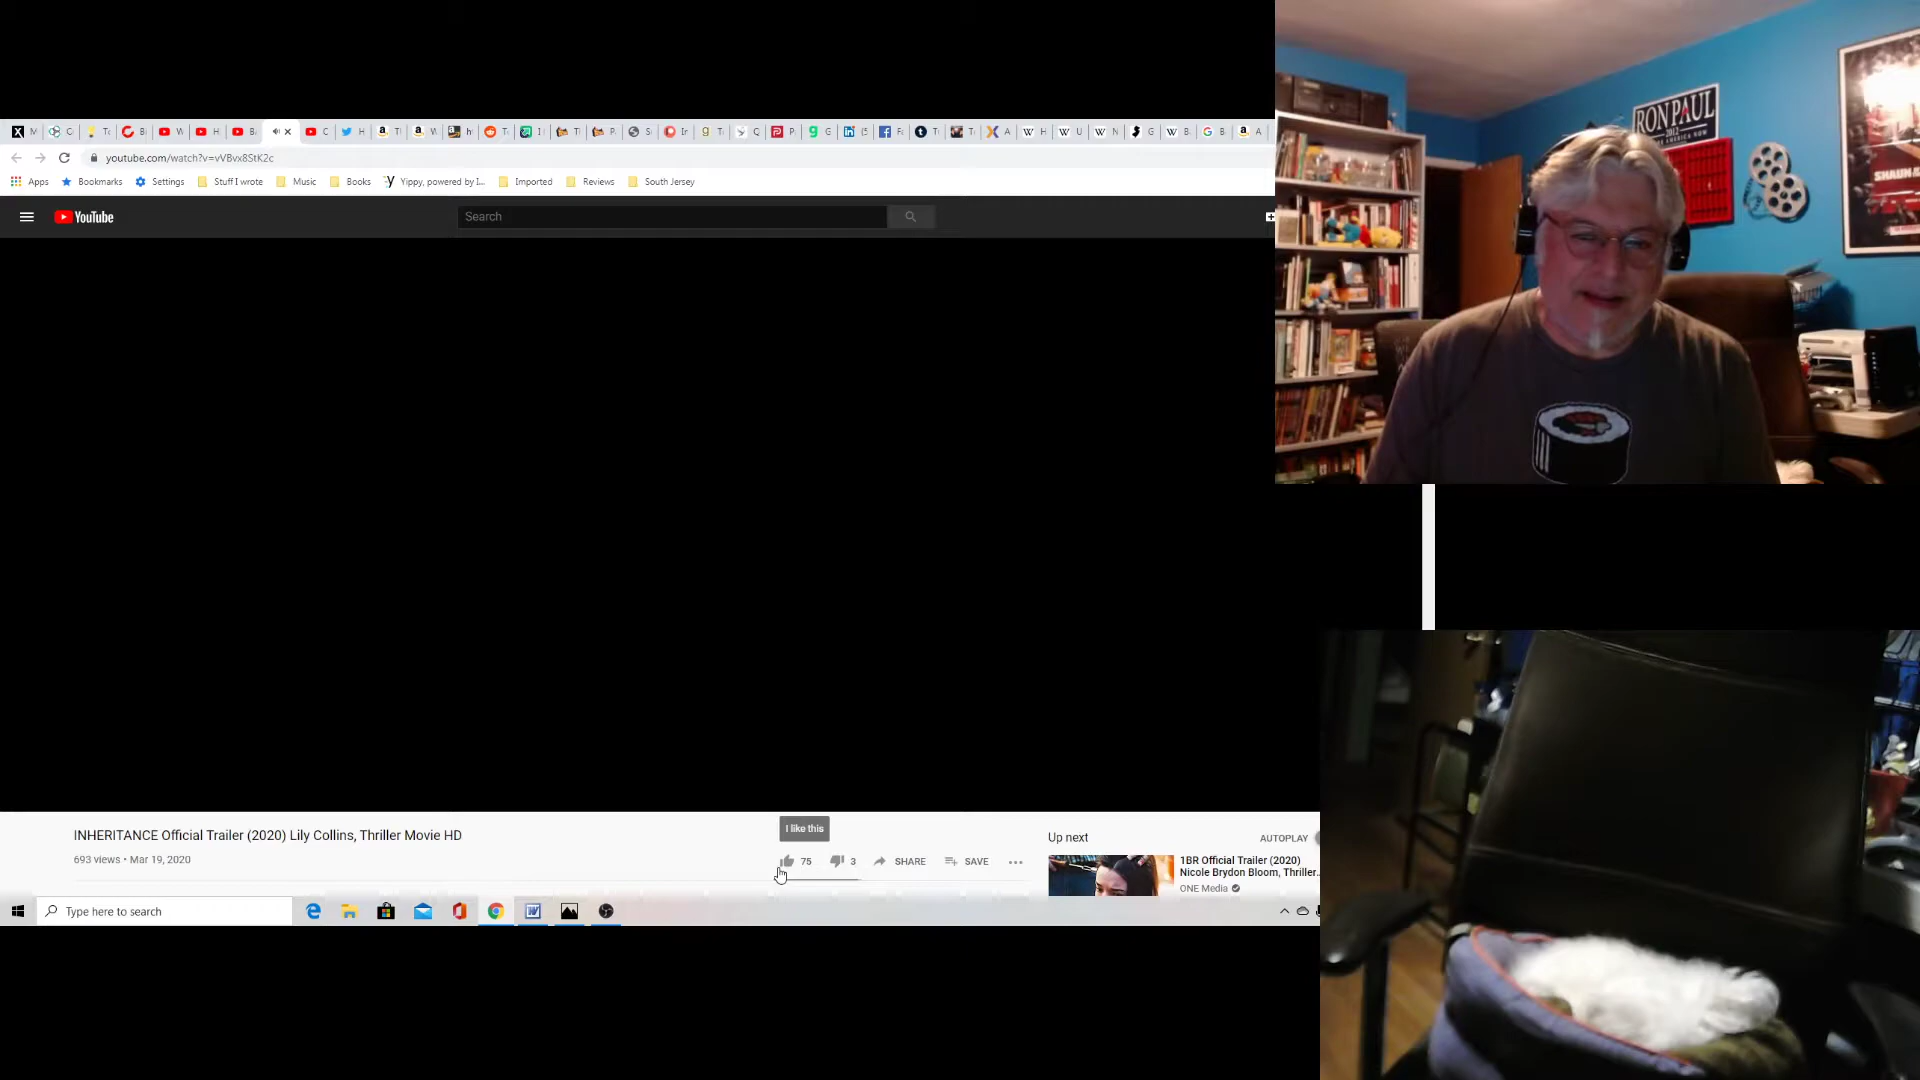 youtube.com/watch?v=vVBvx8StK2c
Apps Bookmarks Settings Stuff I wrote Music Books Yippy, powered by I... Imported Reviews South Jersey
YouTube
Search
RON PAUL
2012
SHAUN
INHERITANCE Official Trailer (2020) Lily Collins, Thriller Movie HD
693 views • Mar 19, 2020
I like this
75 3 SHARE SAVE
Up next
AUTOPLAY
1BR Official Trailer (2020)
Nicole Brydon Bloom, Thriller...
ONE Media
Type here to search